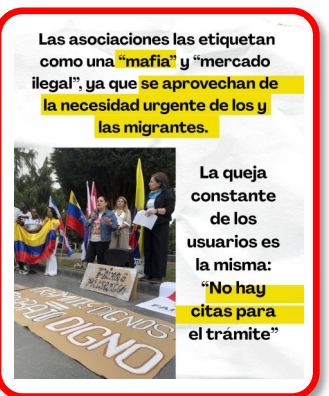 Las asociaciones las etiquetan
como una “mafia” y “mercado
ilegal”, ya que se aprovechan de
la necesidad urgente de los y
las migrantes.
La queja
constante
de los
usuarios es
la misma:
“No hay
citas para
el trámite”
DIGNOS
DIGNO